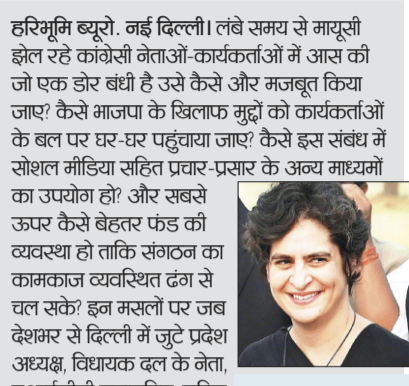 हरिभूमि ब्यूरो. नई दिल्ली। लंबे समय से मायूसी
झेल रहे कांग्रेसी नेताओं-कार्यकर्ताओं में आस की
जो एक डोर बंधी है उसे कैसे और मजबूत किया
जाए? कैसे भाजपा के खिलाफ मुद्दों को कार्यकर्ताओं
के बल पर घर-घर पहुंचाया जाए? कैसे इस संबंध में
सोशल मीडिया सहित प्रचार-प्रसार के अन्य माध्यमों
का उपयोग हो? और सबसे
ऊपर कैसे बेहतर फंड की
व्यवस्था हो ताकि संगठन का
कामकाज व्यवस्थित ढंग से
चल सके? इन मसलों पर जब
देशभर से दिल्ली में जुटे प्रदेश
अध्यक्ष, विधायक दल के नेता,